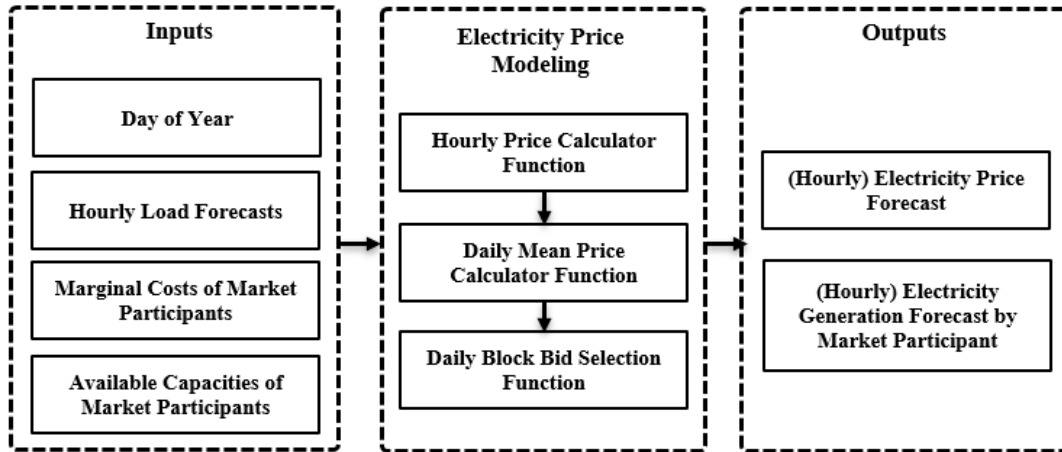 Inputs
Day of Year
Hourly Load Forecasts
Marginal Costs of Market
Participants
Available Capacities of
Market Participants
Electricity Price
Modeling
Hourly Price Calculator
Function
Daily Mean Price
Calculator Function
Daily Block Bid Selection
Function
Outputs
(Hourly) Electricity Price
Forecast
(Hourly) Electricity
Generation Forecast by
Market Participant